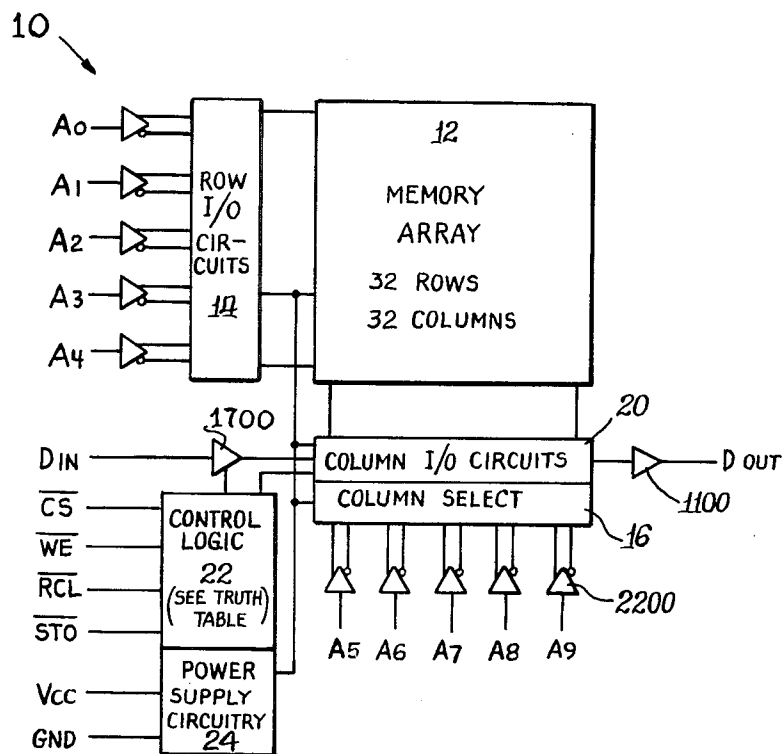 10
A0
A1
A2
A3
A4
ROW
I/O
CIR-
CUITS
14
12
MEMORY
ARRAY
32 ROWS
32 COLUMNS
DIN
1700
20
COLUMN I/O CIRCUITS
COLUMN SELECT
D OUT
1100
16
2200
A5 A6 A7 A8 A9
CS
WE
RCL
STO
CONTROL
LOGIC
22
(SEE TRUTH)
TABLE
VCC
GND
POWER
SUPPLY
CIRCUITRY
24